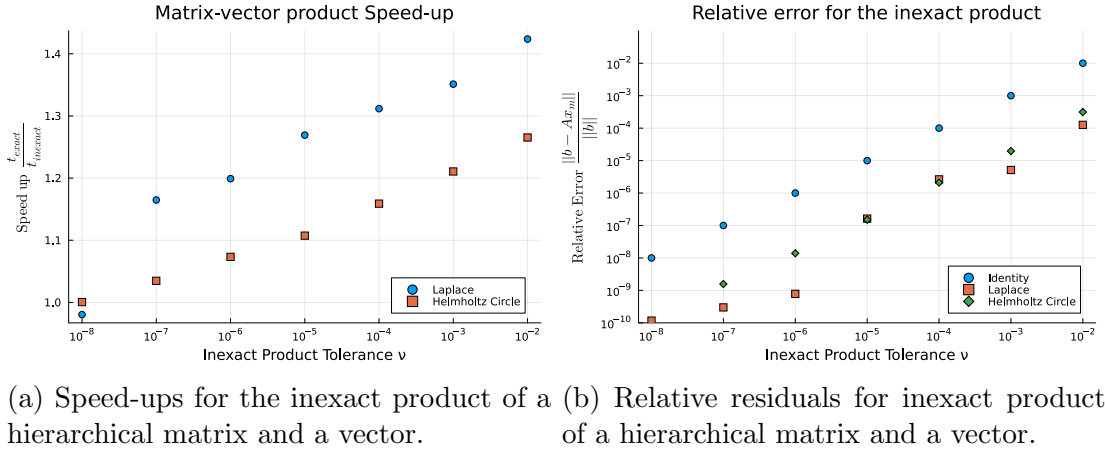 Matrix-vector product Speed-up
Speed up t_exact / t_inexact
1.4
1.3
1.2
1.1
1.0
10⁻⁸ 10⁻⁷ 10⁻⁶ 10⁻⁵ 10⁻⁴ 10⁻³ 10⁻²
Inexact Product Tolerance ν
Laplace
Helmholtz Circle
(a) Speed-ups for the inexact product of a
hierarchical matrix and a vector.
Relative error for the inexact product
Relative Error ||b − Ax_m|| / ||b||
10⁻²
10⁻³
10⁻⁴
10⁻⁵
10⁻⁶
10⁻⁷
10⁻⁸
10⁻⁹
10⁻¹⁰
10⁻⁸ 10⁻⁷ 10⁻⁶ 10⁻⁵ 10⁻⁴ 10⁻³ 10⁻²
Inexact Product Tolerance ν
Identity
Laplace
Helmholtz Circle
(b) Relative residuals for inexact product
of a hierarchical matrix and a vector.